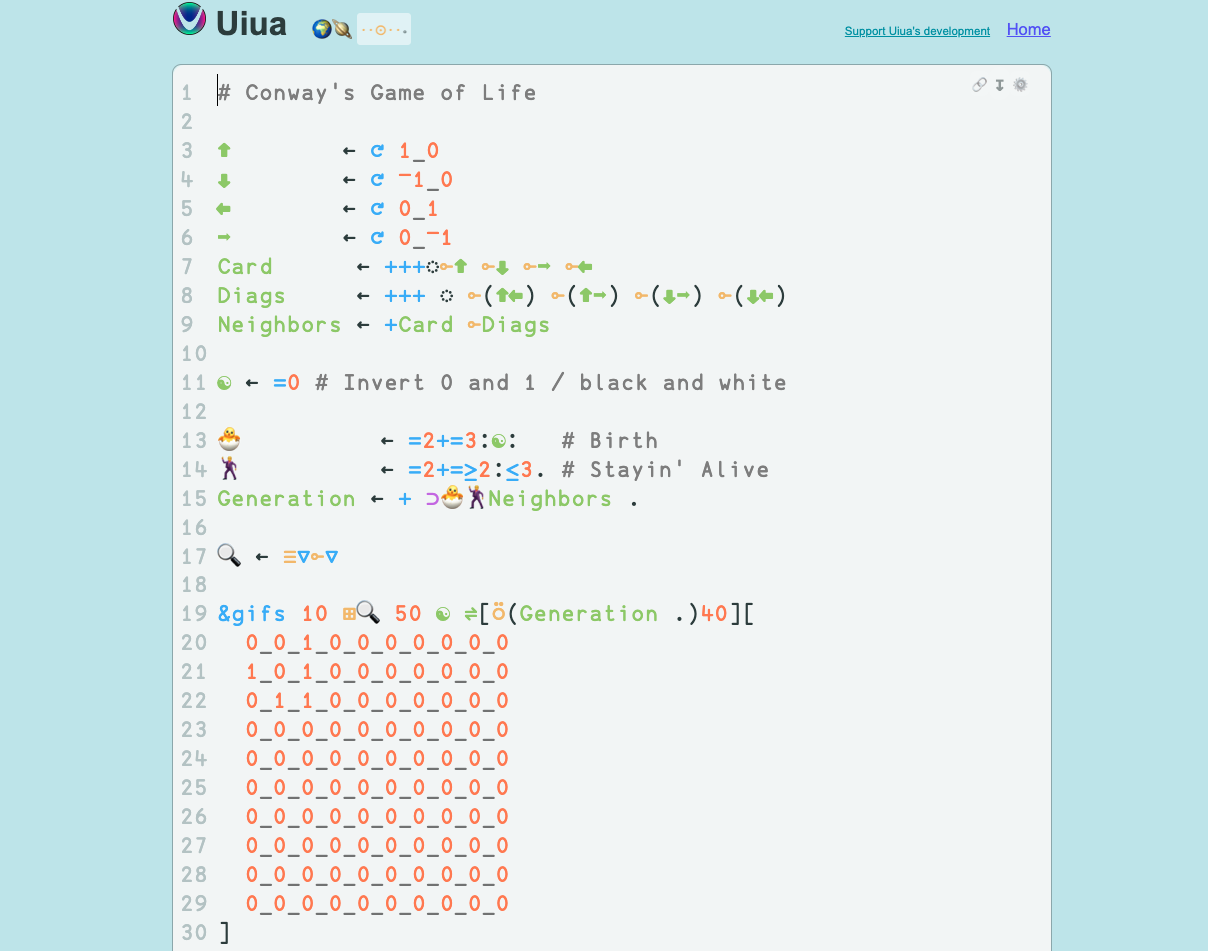 Uiua 🌍🪐 --⊙--.
Support Uiua's development Home
1 # Conway's Game of Life
2
3 ⬆ ← ↻ 1_0
4 ⬇ ← ↻ ¯1_0
5 ⬅ ← ↻ 0_1
6 ➡ ← ↻ 0_¯1
7 Card ← +++◌⊸⬆ ⊸⬇ ⊸➡ ⊸⬅
8 Diags ← +++ ◌ ⊸(⬆⬅) ⊸(⬆➡) ⊸(⬇➡) ⊸(⬇⬅)
9 Neighbors ← +Card ⊸Diags
10
11 ☯ ← =0 # Invert 0 and 1 / black and white
12
13 🐣 ← =2+=3:☯: # Birth
14 🕺 ← =2+=≥2:≤3. # Stayin' Alive
15 Generation ← + ⊃🐣🕺Neighbors .
16
17 🔍 ← ≡▽⊸▽
18
19 &gifs 10 ⊞🔍 50 ☯ ⇌[⍥(Generation .)40][
20 0_0_1_0_0_0_0_0_0_0
21 1_0_1_0_0_0_0_0_0_0
22 0_1_1_0_0_0_0_0_0_0
23 0_0_0_0_0_0_0_0_0_0
24 0_0_0_0_0_0_0_0_0_0
25 0_0_0_0_0_0_0_0_0_0
26 0_0_0_0_0_0_0_0_0_0
27 0_0_0_0_0_0_0_0_0_0
28 0_0_0_0_0_0_0_0_0_0
29 0_0_0_0_0_0_0_0_0_0
30 ]